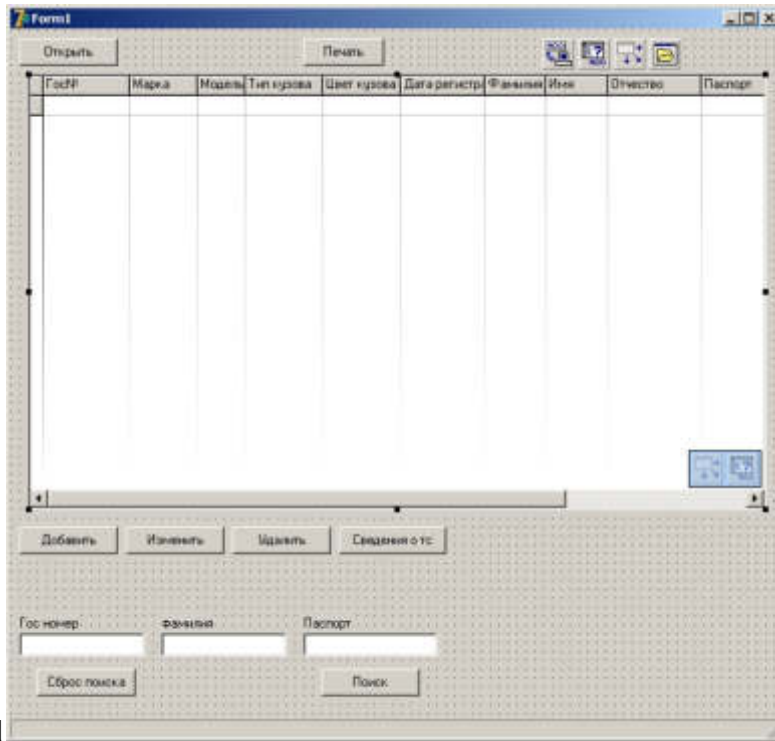 Form1
Открыть Печать
Гос№ Марка Модель Тип кузова Цвет кузова Дата регистр Фамилия Имя Отчество Паспорт
Добавить Изменить Удалить Сведения о тс
Гос номер Фамилия Паспорт
Сброс поиска Поиск